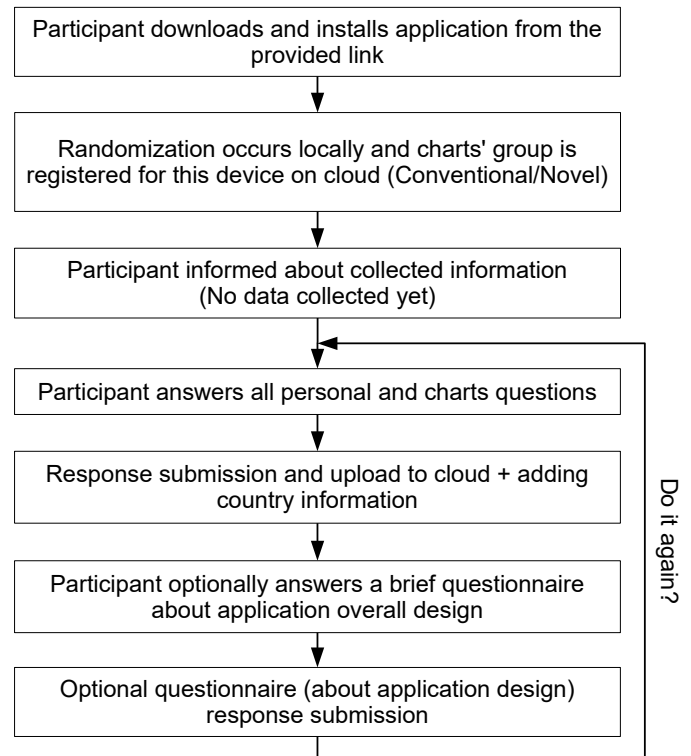 Participant downloads and installs application from the
provided link
Randomization occurs locally and charts' group is
registered for this device on cloud (Conventional/Novel)
Participant informed about collected information
(No data collected yet)
Participant answers all personal and charts questions
Response submission and upload to cloud + adding
country information
Participant optionally answers a brief questionnaire
about application overall design
Optional questionnaire (about application design)
response submission
Do it again?